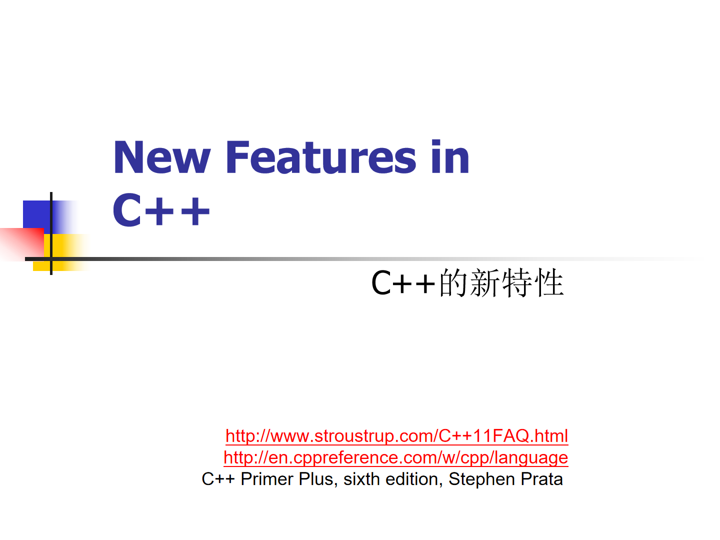 New Features in
C++
C++的新特性
http://www.stroustrup.com/C++11FAQ.html
http://en.cppreference.com/w/cpp/language
C++ Primer Plus, sixth edition, Stephen Prata